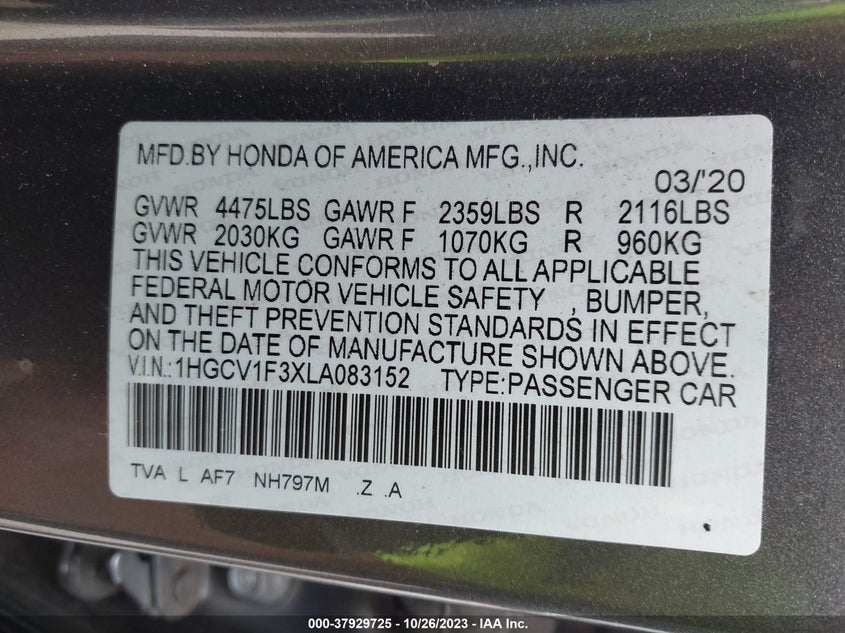 MFD.BY HONDA OF AMERICA MFG.,INC.
03/'20
GVWR 4475LBS GAWR F 2359LBS R 2116LBS
GVWR 2030KG GAWR F 1070KG R 960KG
THIS VEHICLE CONFORMS TO ALL APPLICABLE
FEDERAL MOTOR VEHICLE SAFETY , BUMPER,
AND THEFT PREVENTION STANDARDS IN EFFECT
ON THE DATE OF MANUFACTURE SHOWN ABOVE.
V.I.N.:1HGCV1F3XLA083152 TYPE:PASSENGER CAR
TVA L AF7 NH797M .Z .A
000-37929725 | 10/26/2023 | IAA Inc.